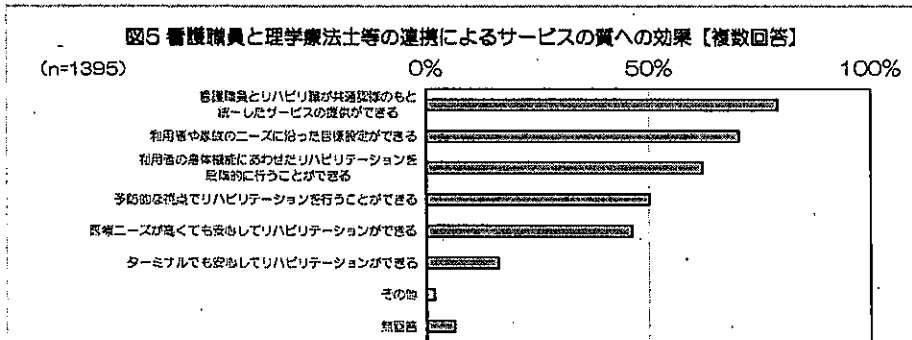 図5 看護職員と理学療法士等の連携によるサービスの質への効果【複数回答】
(n=1395)
0%
50%
100%
看護職員とリハビリ職が共通認識のもと
統一したサービスの提供ができる
利用者や家族のニーズに沿った目標設定ができる
利用者の身体機能にあわせたリハビリテーションを
段階的に行うことができる
予防的な視点でリハビリテーションを行うことができる
医療ニーズが高くても安心してリハビリテーションができる
ターミナルでも安心してリハビリテーションができる
その他
無回答